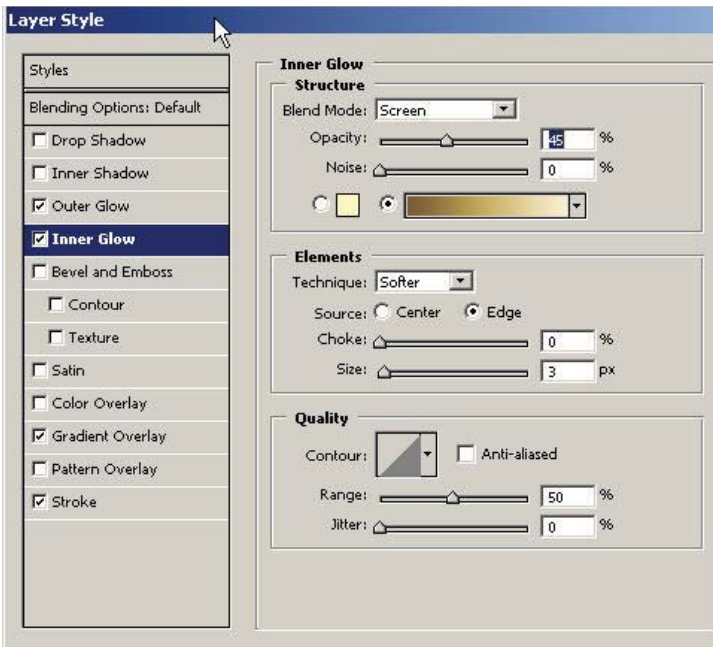 Layer Style
Styles
Blending Options: Default
Drop Shadow
Inner Shadow
Outer Glow
Inner Glow
Bevel and Emboss
Contour
Texture
Satin
Color Overlay
Gradient Overlay
Pattern Overlay
Stroke
Inner Glow
Structure
Blend Mode: Screen
Opacity: 45 %
Noise: 0 %
Elements
Technique: Softer
Source: Center Edge
Choke: 0 %
Size: 3 px
Quality
Contour: Anti-aliased
Range: 50 %
Jitter: 0 %